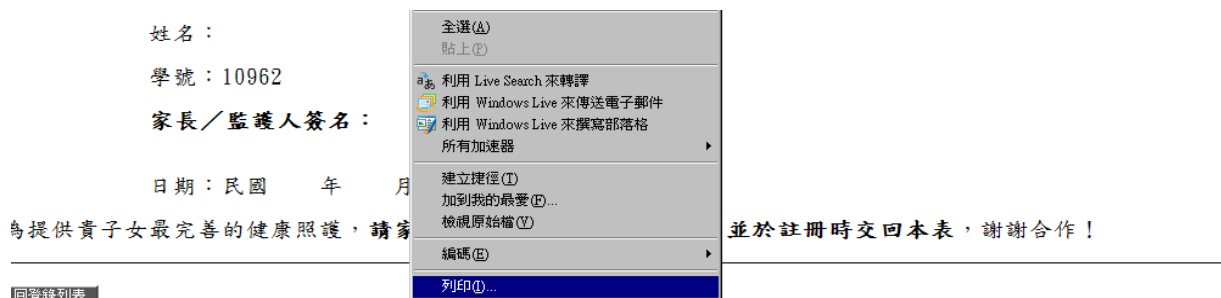 姓名：
學號：10962
家長／監護人簽名：
日期：民國 年 月
為提供貴子女最完善的健康照護，請家
並於註冊時交回本表，謝謝合作！
回登錄列表
全選(A)
貼上(P)
利用 Live Search 來轉譯
利用 Windows Live 來傳送電子郵件
利用 Windows Live 來撰寫部落格
所有加速器
建立捷徑(T)
加到我的最愛(F)...
檢視原始檔(V)
編碼(E)
列印(I)...